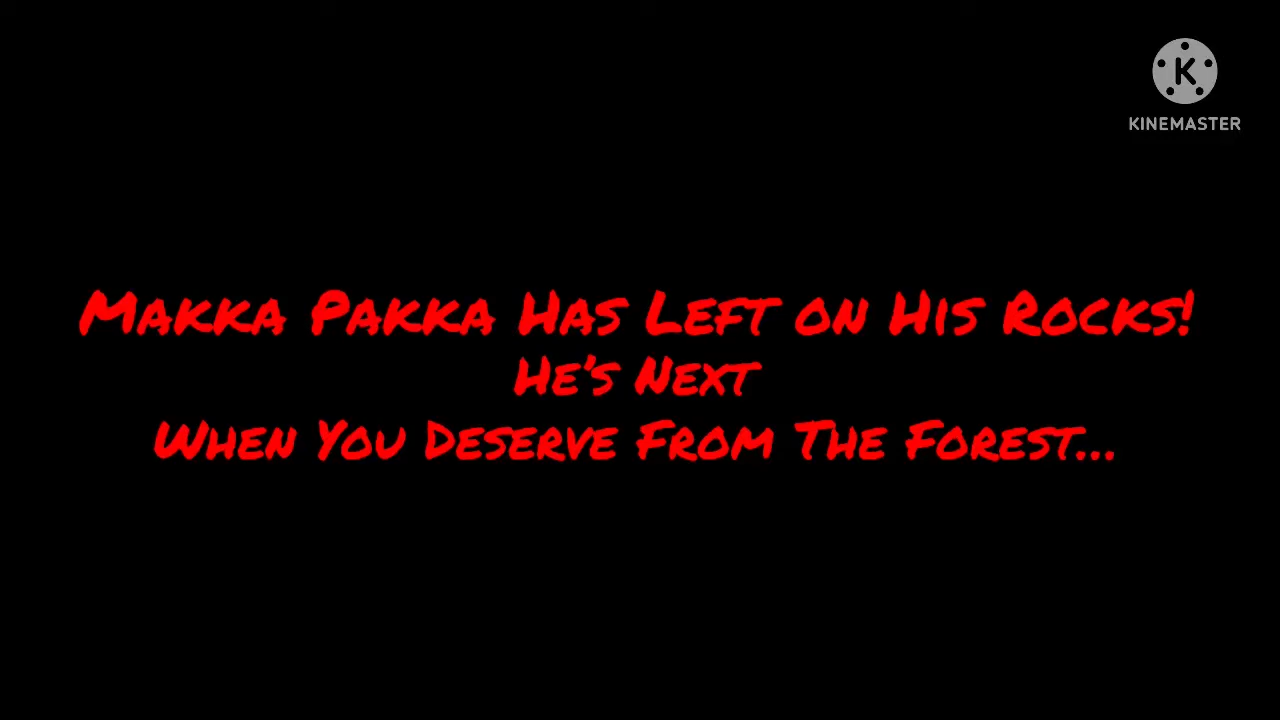 KINEMASTER
Makka Pakka Has Left on His Rocks!
He's Next
When You Deserve From The Forest...